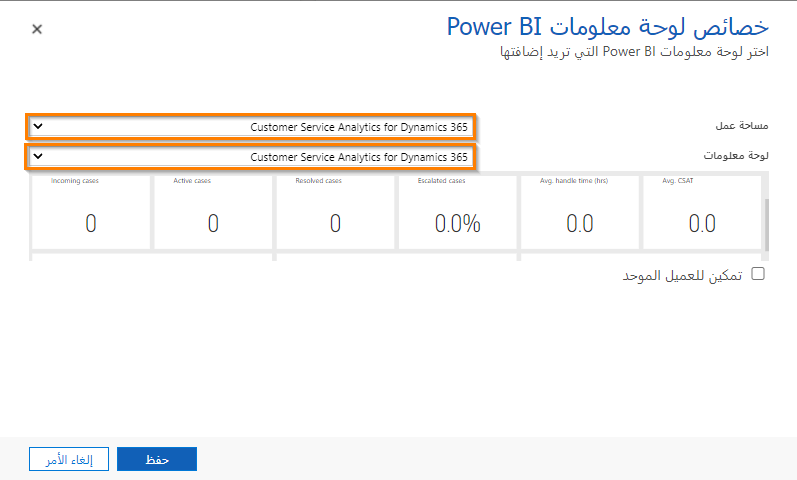 خصائص لوحة معلومات Power BI
اختر لوحة معلومات Power BI التي تريد إضافتها
مساحة عمل
Customer Service Analytics for Dynamics 365
لوحة معلومات
Customer Service Analytics for Dynamics 365
Incoming cases Active cases Resolved cases Escalated cases Avg. handle time (hrs) Avg. CSAT
0 0 0 0.0% 0.0 0.0
تمكين للعميل الموحد
حفظ
إلغاء الأمر